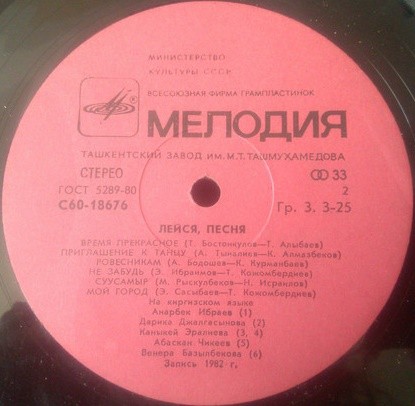 МИНИСТЕРСТВО
КУЛЬТУРЫ СССР
ВСЕСОЮЗНАЯ ФИРМА ГРАМПЛАСТИНОК
МЕЛОДИЯ
ТАШКЕНТСКИЙ ЗАВОД ИМ. М.Т. ТАШМУХАМЕДОВА
СТЕРЕО 33
ГОСТ 5289-80 2
С60-18676 Гр. 3. 3-25
ЛЕЙСЯ, ПЕСНЯ
ВРЕМЯ ПРЕКРАСНОЕ (Т. Бостонкулов—Т. Алыбаев)
ПРИГЛАШЕНИЕ К ТАНЦУ (А. Тыналиев—К. Алмазбеков)
РОВЕСНИКАМ (А. Бодошев—К. Курманбаев)
НЕ ЗАБУДЬ (Э. Ибраимов—Т. Кожомбердиев)
СУУСАМЫР (М. Рыскулбеков—Н. Исраилов)
МОЙ ГОРОД (Э. Сасыбаев—Т. Кожомбердиев)
На киргизском языке
Анарбек Ибраев (1)
Дарика Джалгасынова (2)
Каныкей Эралиева (3, 4)
Абаскан Чикеев (5)
Венера Базылбекова (6)
Запись 1982 г.